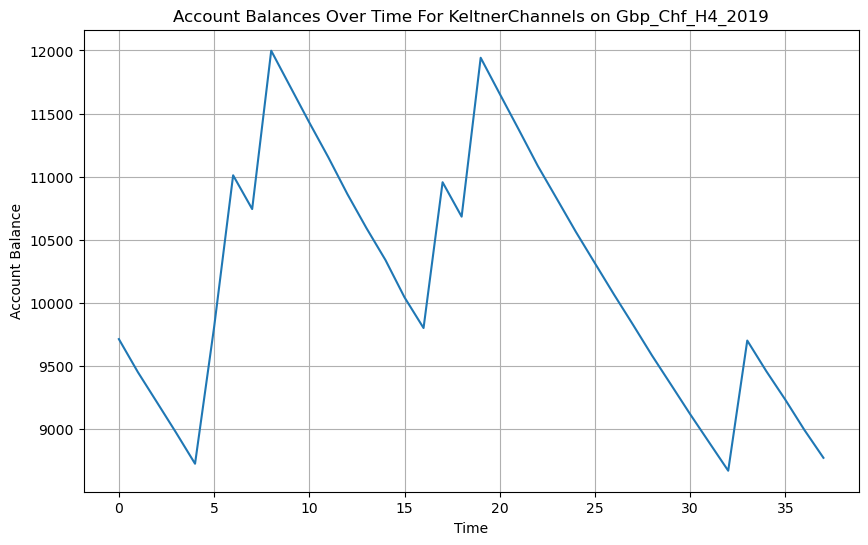 Account Balances Over Time For KeltnerChannels on Gbp_Chf_H4_2019
12000
11500
11000
10500
10000
9500
9000
Account Balance
0 5 10 15 20 25 30 35
Time